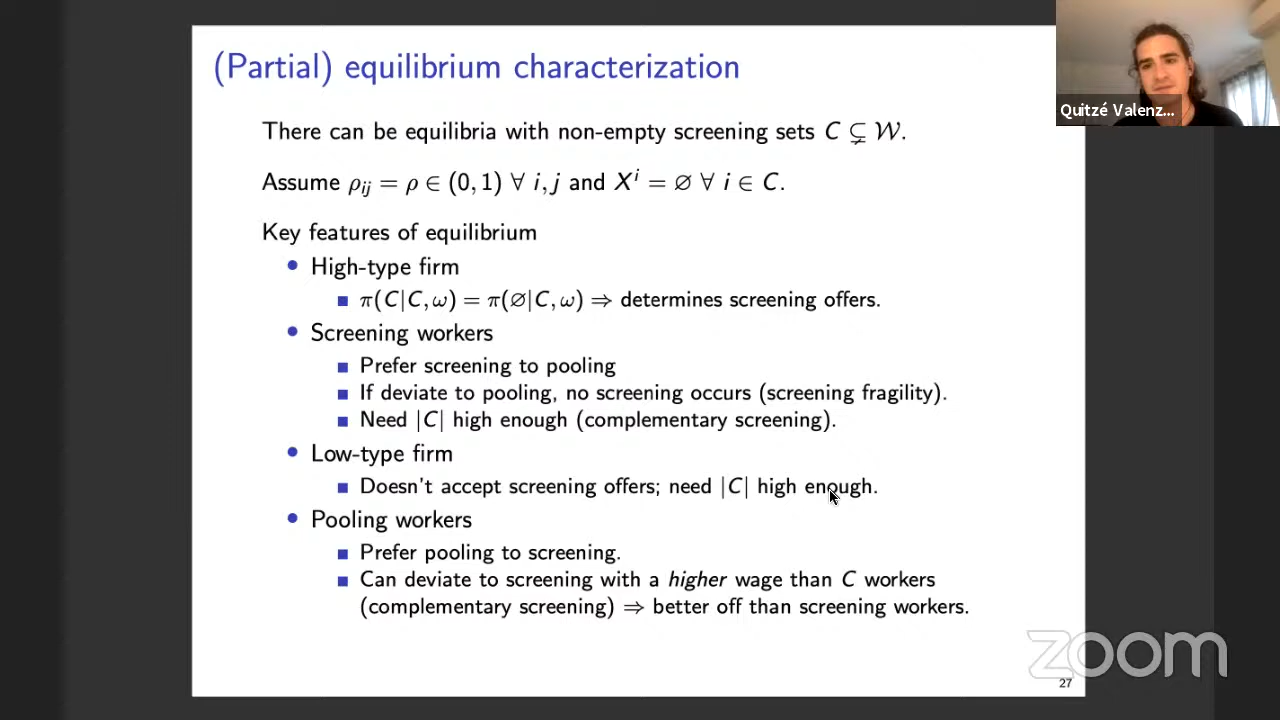 (Partial) equilibrium characterization
Quitzé Valenz...
There can be equilibria with non-empty screening sets C ⊊ 𝒲.
Assume ρij = ρ ∈ (0, 1) ∀ i, j and Xⁱ = ∅ ∀ i ∈ C.
Key features of equilibrium
• High-type firm
■ π(C|C, ω) = π(∅|C, ω) ⇒ determines screening offers.
• Screening workers
■ Prefer screening to pooling
■ If deviate to pooling, no screening occurs (screening fragility).
■ Need |C| high enough (complementary screening).
• Low-type firm
■ Doesn't accept screening offers; need |C| high enough.
• Pooling workers
■ Prefer pooling to screening.
■ Can deviate to screening with a higher wage than C workers
(complementary screening) ⇒ better off than screening workers.
zoom
27